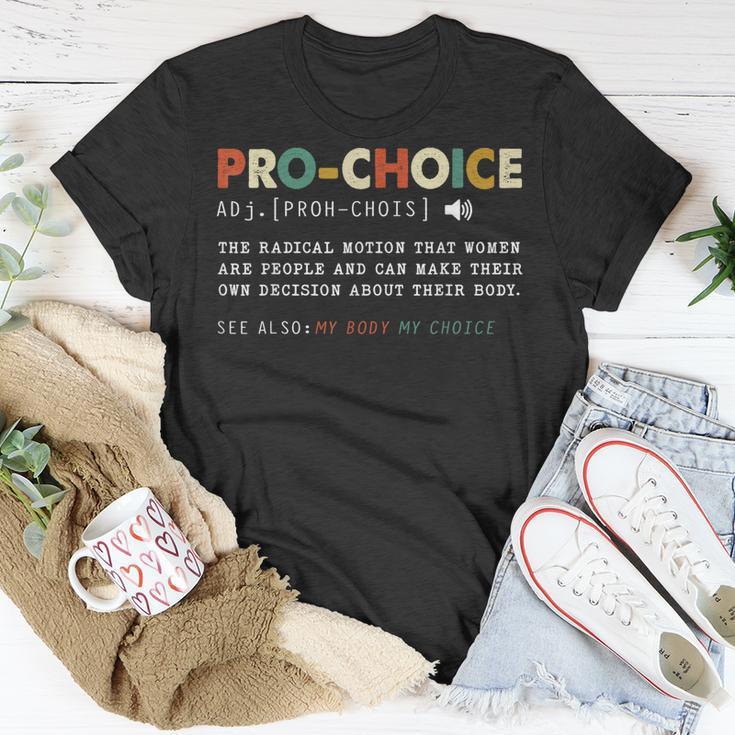 PRO-CHOICE
ADj.[PROH-CHOIS]
THE RADICAL MOTION THAT WOMEN
ARE PEOPLE AND CAN MAKE THEIR
OWN DECISION ABOUT THEIR BODY.
SEE ALSO: MY BODY MY CHOICE